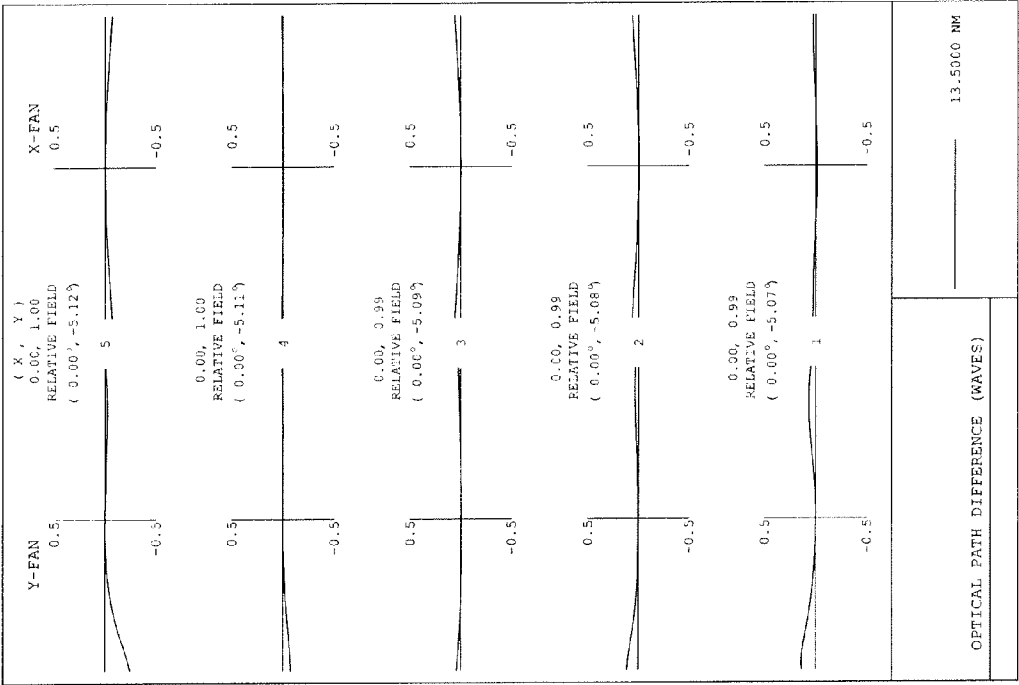 ( X , Y )
Y-FAN 0.00, 1.00 X-FAN
0.5 RELATIVE FIELD 0.5
( 0.00°, -5.12°)
5
-0.5 -0.5
0.00, 1.00
0.5 RELATIVE FIELD 0.5
( 0.00°, -5.11°)
4
-0.5 -0.5
0.00, 0.99
0.5 RELATIVE FIELD 0.5
( 0.00°, -5.09°)
3
-0.5 -0.5
0.00, 0.99
0.5 RELATIVE FIELD 0.5
( 0.00°, -5.08°)
2
-0.5 -0.5
0.00, 0.99
0.5 RELATIVE FIELD 0.5
( 0.00°, -5.07°)
1
-0.5 -0.5
13.5000 NM
OPTICAL PATH DIFFERENCE (WAVES)